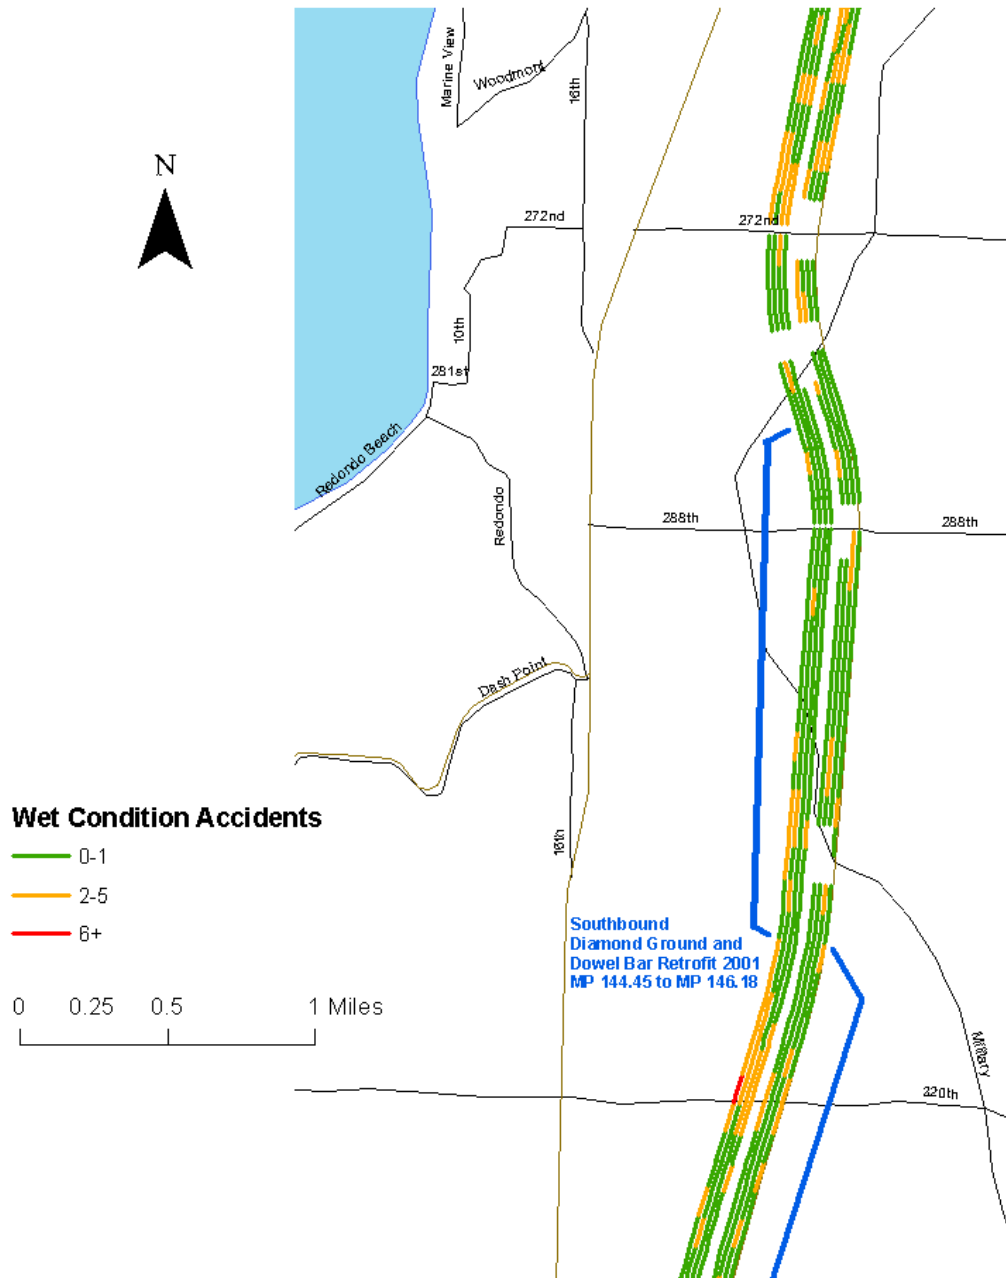 Marine View
Woodmont
16th
N
272nd
272nd
10th
281st
Redondo Beach
Redondo
288th
288th
Dash Point
Wet Condition Accidents
0-1
2-5
6+
16th
Southbound
Diamond Ground and
Dowel Bar Retrofit 2001
MP 144.45 to MP 146.18
0 0.25 0.5 1 Miles
Military
320th